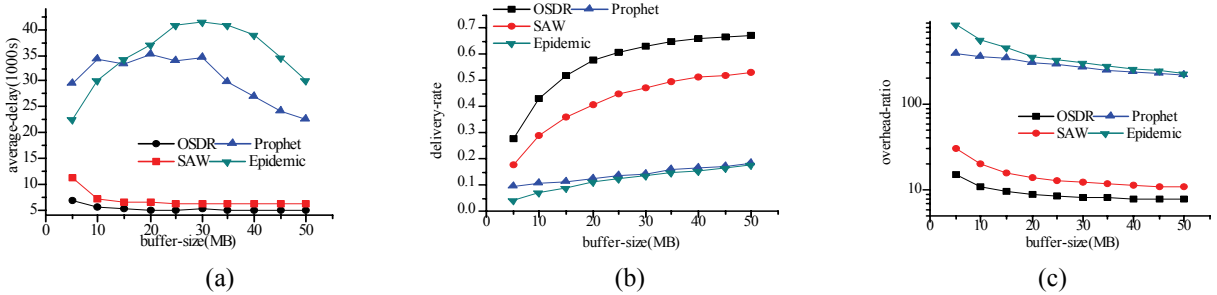 40
35
30
25
20
15
10
5
average-delay(1000s)
OSDR
Prophet
SAW
Epidemic
0
10
20
30
40
50
buffer-size(MB)
(a)
OSDR
Prophet
SAW
Epidemic
0.7
0.6
0.5
0.4
0.3
0.2
0.1
0.0
delivery-rate
0
10
20
30
40
50
buffer-size(MB)
(b)
100
10
overhead-ratio
OSDR
Prophet
SAW
Epidemic
0
10
20
30
40
50
buffer-size(MB)
(c)